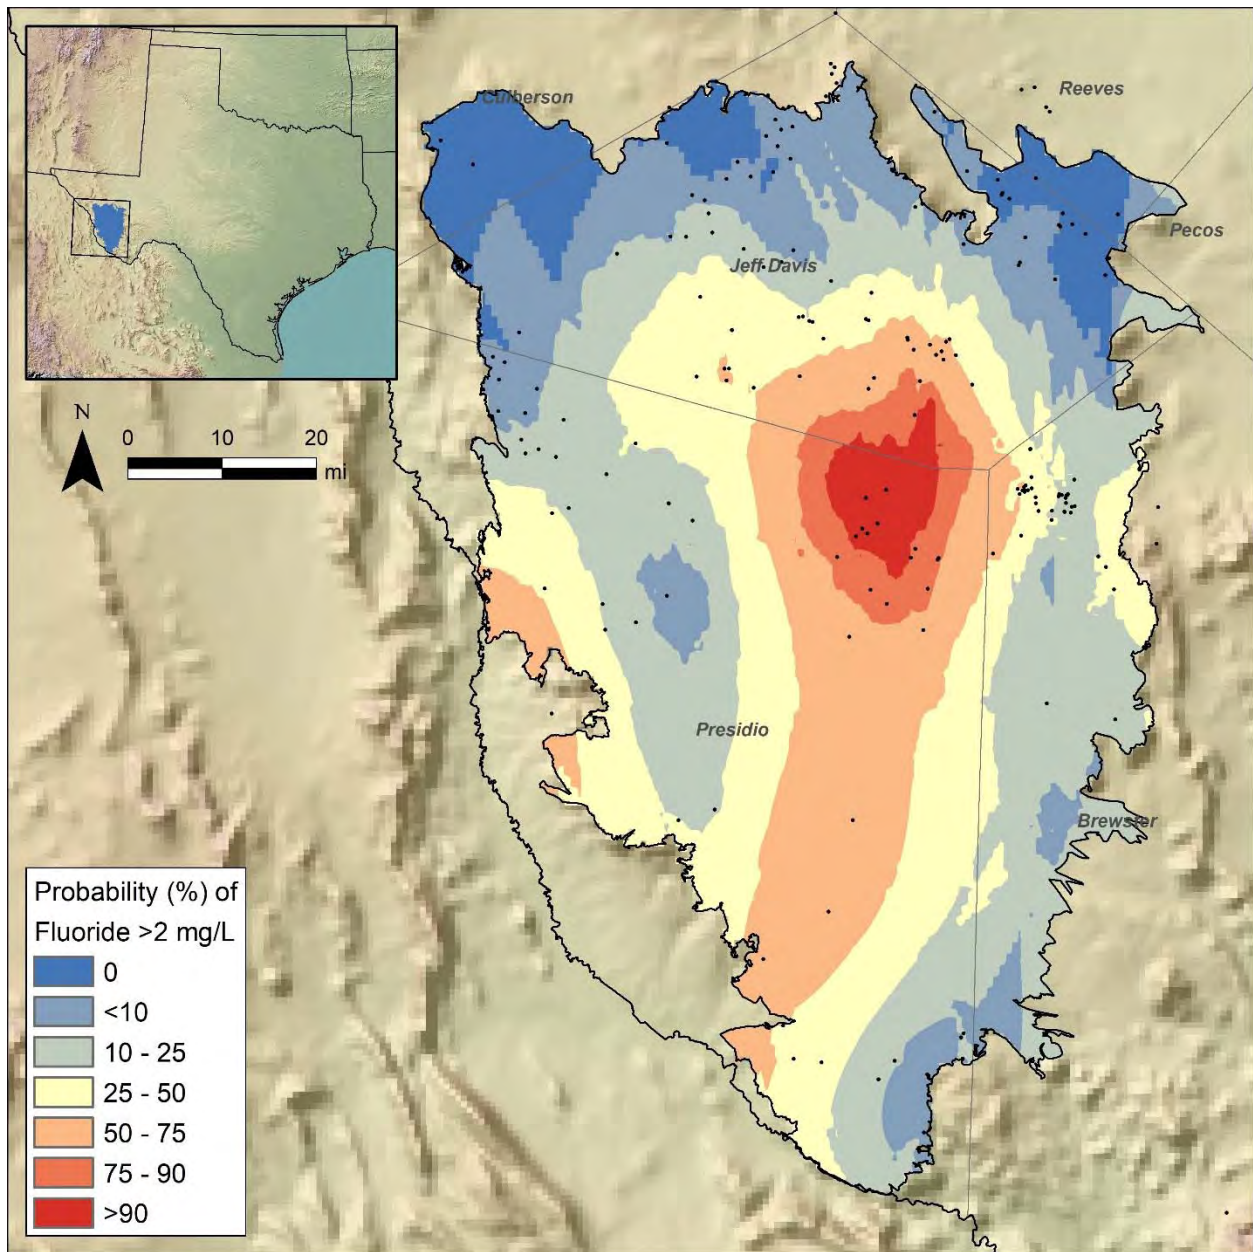 Culberson
Reeves
Pecos
Jeff Davis
N
0 10 20
mi
Presidio
Brewster
Probability (%) of
Fluoride >2 mg/L
0
<10
10 - 25
25 - 50
50 - 75
75 - 90
>90